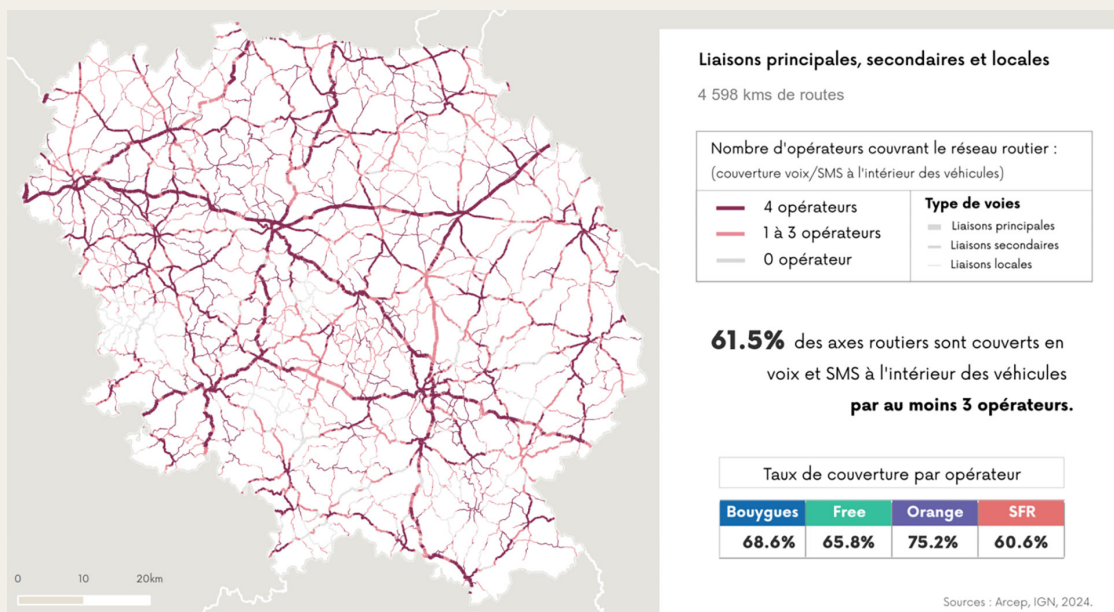 Liaisons principales, secondaires et locales
4 598 kms de routes
Nombre d'opérateurs couvrant le réseau routier :
(couverture voix/SMS à l'intérieur des véhicules)
4 opérateurs
1 à 3 opérateurs
0 opérateur
Type de voies
Liaisons principales
Liaisons secondaires
Liaisons locales
61.5% des axes routiers sont couverts en
voix et SMS à l'intérieur des véhicules
par au moins 3 opérateurs.
Taux de couverture par opérateur
Bouygues Free Orange SFR
68.6% 65.8% 75.2% 60.6%
0 10 20km
Sources : Arcep, IGN, 2024.